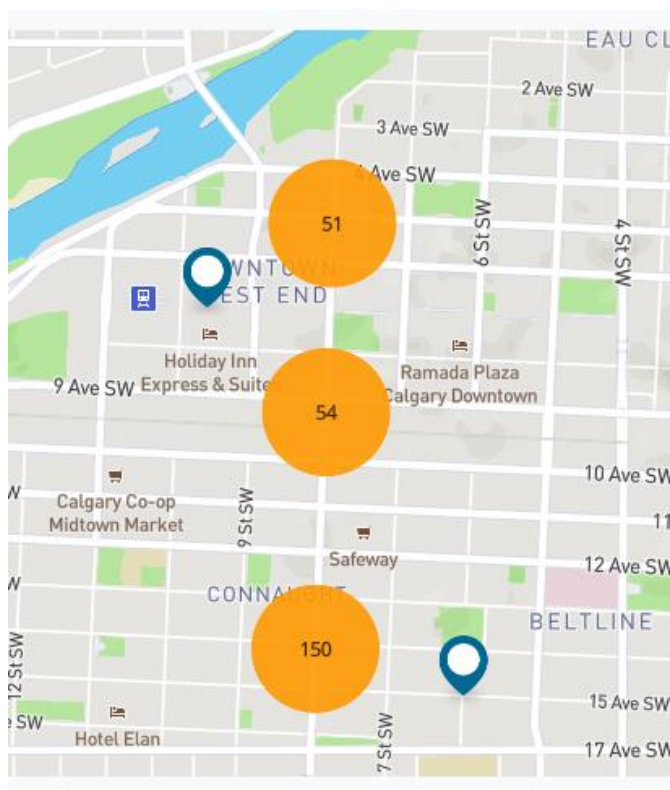 EAU CL
2 Ave SW
3 Ave SW
4 Ave SW
6 St SW
4 St SW
51
WNTOWN
EST END
Holiday Inn
Express & Suite
Ramada Plaza
Calgary Downtown
9 Ave SW
54
10 Ave SW
Calgary Co-op
Midtown Market
W
9 St SW
11
Safeway
12 Ave SW
W
CONNAUGHT
BELTLINE
150
12 St SW
15 Ave SW
e SW
Hotel Elan
7 St SW
17 Ave SW